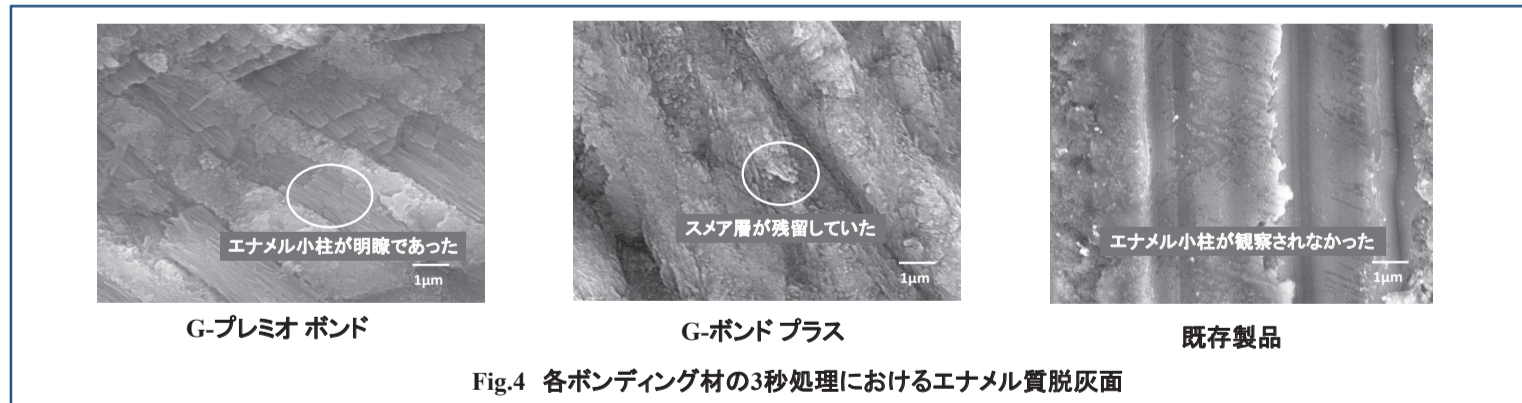 エナメル小柱が明瞭であった
1μm
スメア層が残留していた
1μm
エナメル小柱が観察されなかった
1μm
G-プレミオ ボンド
G-ボンド プラス
既存製品
Fig.4 各ボンディング材の3秒処理におけるエナメル質脱灰面